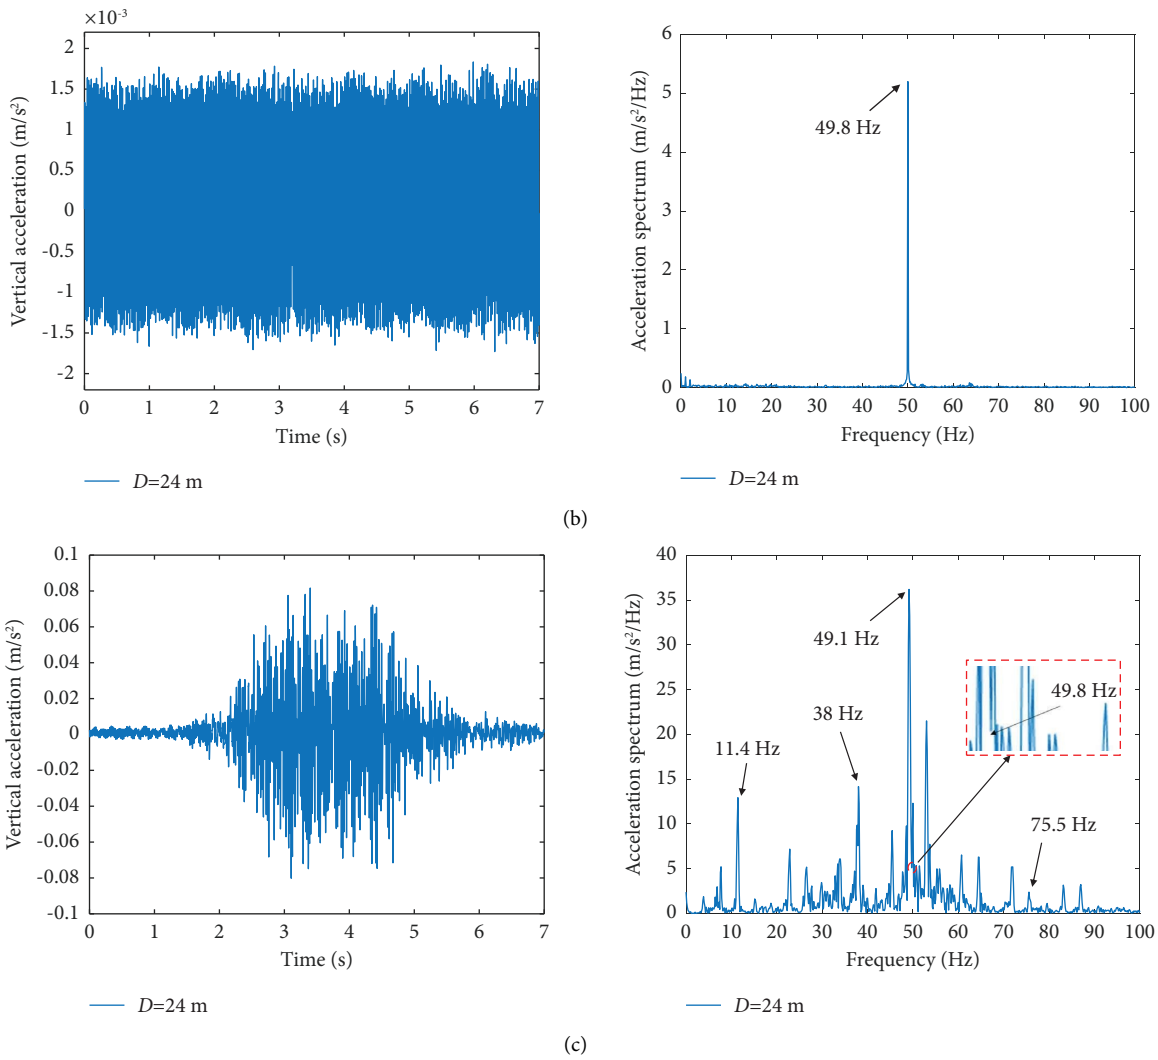 ×10⁻³
2
1.5
1
0.5
0
-0.5
-1
-1.5
-2
Vertical acceleration (m/s²)
0 1 2 3 4 5 6 7
Time (s)
D=24 m
6
5
4
3
2
1
0
Acceleration spectrum (m/s²/Hz)
49.8 Hz
0 10 20 30 40 50 60 70 80 90 100
Frequency (Hz)
D=24 m
(b)
0.1
0.08
0.06
0.04
0.02
0
-0.02
-0.04
-0.06
-0.08
-0.1
Vertical acceleration (m/s²)
0 1 2 3 4 5 6 7
Time (s)
D=24 m
40
35
30
25
20
15
10
5
0
Acceleration spectrum (m/s²/Hz)
49.1 Hz
49.8 Hz
38 Hz
11.4 Hz
75.5 Hz
0 10 20 30 40 50 60 70 80 90 100
Frequency (Hz)
D=24 m
(c)